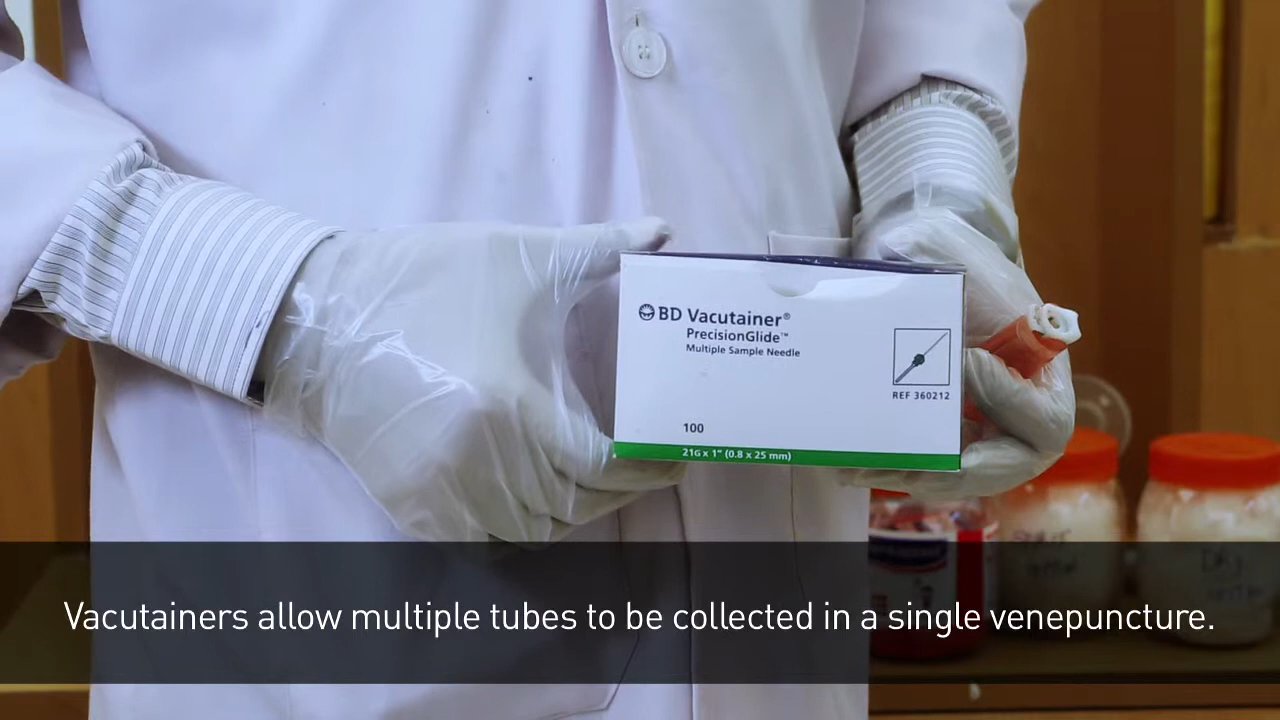 BD Vacutainer®
PrecisionGlide™
Multiple Sample Needle
REF 360212
100
21G x 1" (0.8 x 25 mm)
Vacutainers allow multiple tubes to be collected in a single venepuncture.